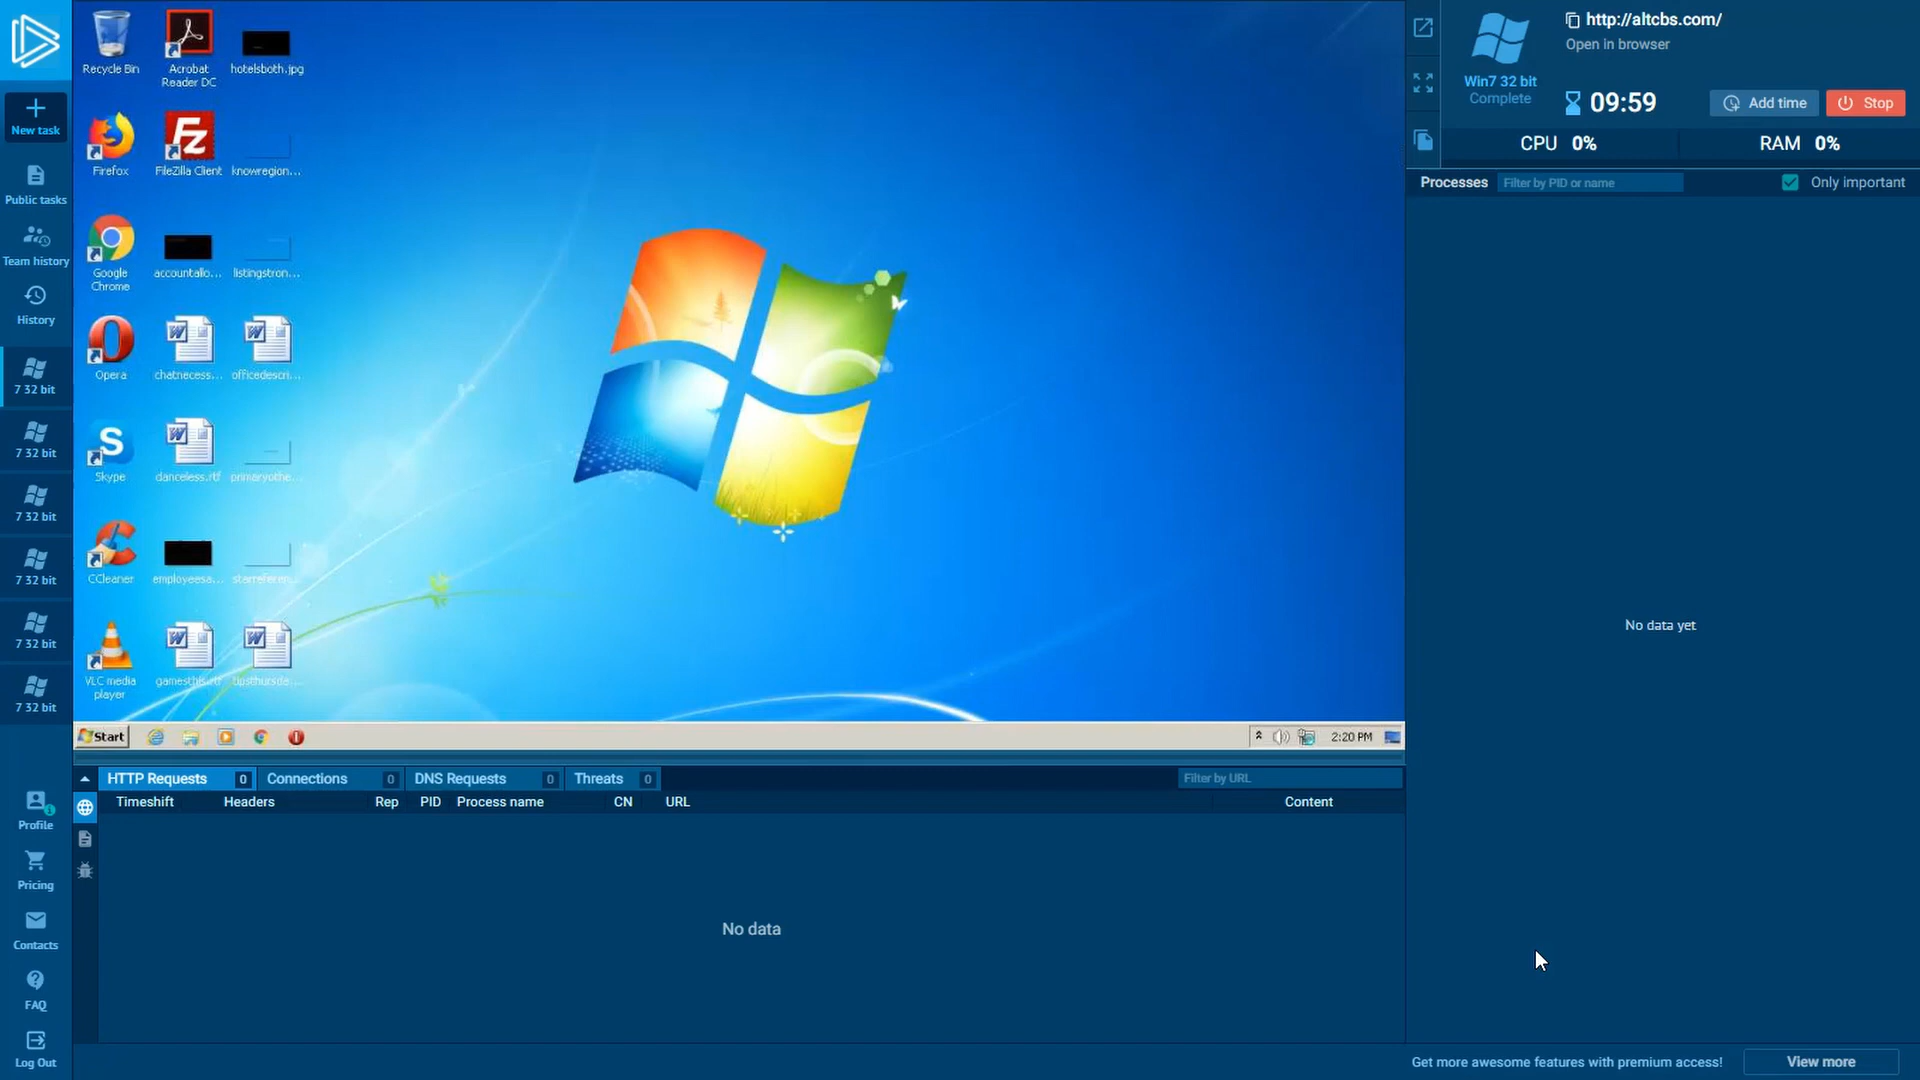 New task
Public tasks
Team history
History
7 32 bit
7 32 bit
7 32 bit
7 32 bit
7 32 bit
7 32 bit
Profile
Pricing
Contacts
FAQ
Log Out
Recycle Bin
Acrobat
Reader DC
hotelsboth.jpg
Firefox
FileZilla Client
knowregion...
Google
Chrome
accountallo...
listingstron...
Opera
chatnecess...
officedescri...
S
Skype
danceless.rtf
primaryothe...
CCleaner
employeesa...
starreferen...
VLC media
player
gamesthis.rtf
tipsthursda...
Start
2:20 PM
HTTP Requests 0
Connections 0
DNS Requests 0
Threats 0
Filter by URL
Timeshift Headers Rep PID Process name CN URL Content
No data
http://altcbs.com/
Open in browser
Win7 32 bit
Complete
09:59
Add time
Stop
CPU 0%
RAM 0%
Processes
Filter by PID or name
Only important
No data yet
Get more awesome features with premium access!
View more